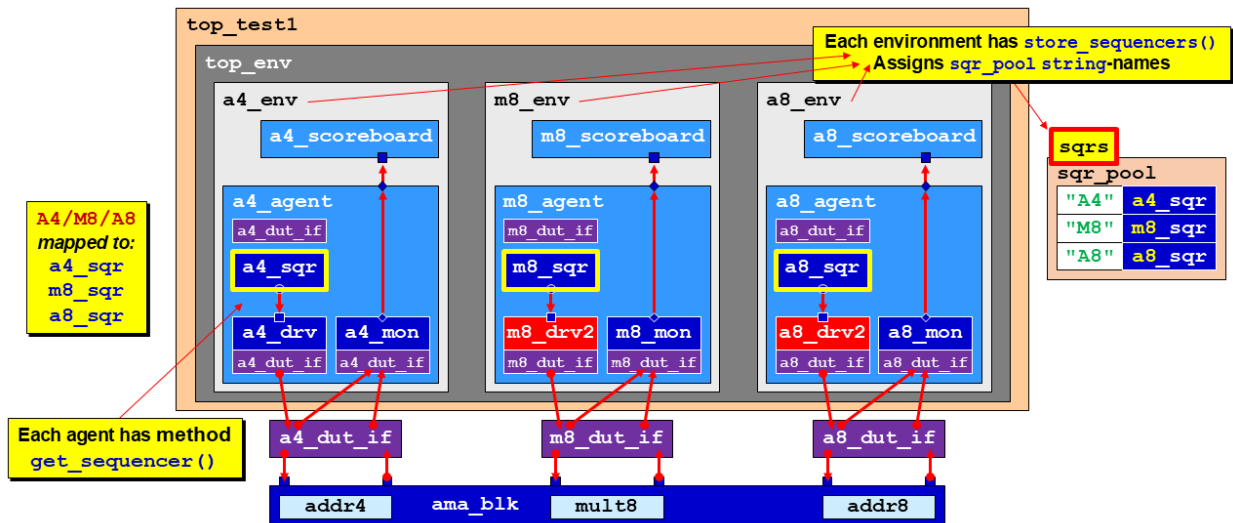 top_test1
Each environment has store_sequencers()
Assigns sqr_pool string-names
top_env
a4_env
m8_env
a8_env
a4_scoreboard
m8_scoreboard
a8_scoreboard
sqrs
sqr_pool
"A4" a4_sqr
"M8" m8_sqr
"A8" a8_sqr
A4/M8/A8
mapped to:
a4_sqr
m8_sqr
a8_sqr
a4_agent
a4_dut_if
a4_sqr
a4_drv
a4_mon
a4_dut_if
a4_dut_if
m8_agent
m8_dut_if
m8_sqr
m8_drv2
m8_mon
m8_dut_if
m8_dut_if
a8_agent
a8_dut_if
a8_sqr
a8_drv2
a8_mon
a8_dut_if
a8_dut_if
Each agent has method
get_sequencer()
a4_dut_if
m8_dut_if
a8_dut_if
addr4
ama_blk
mult8
addr8